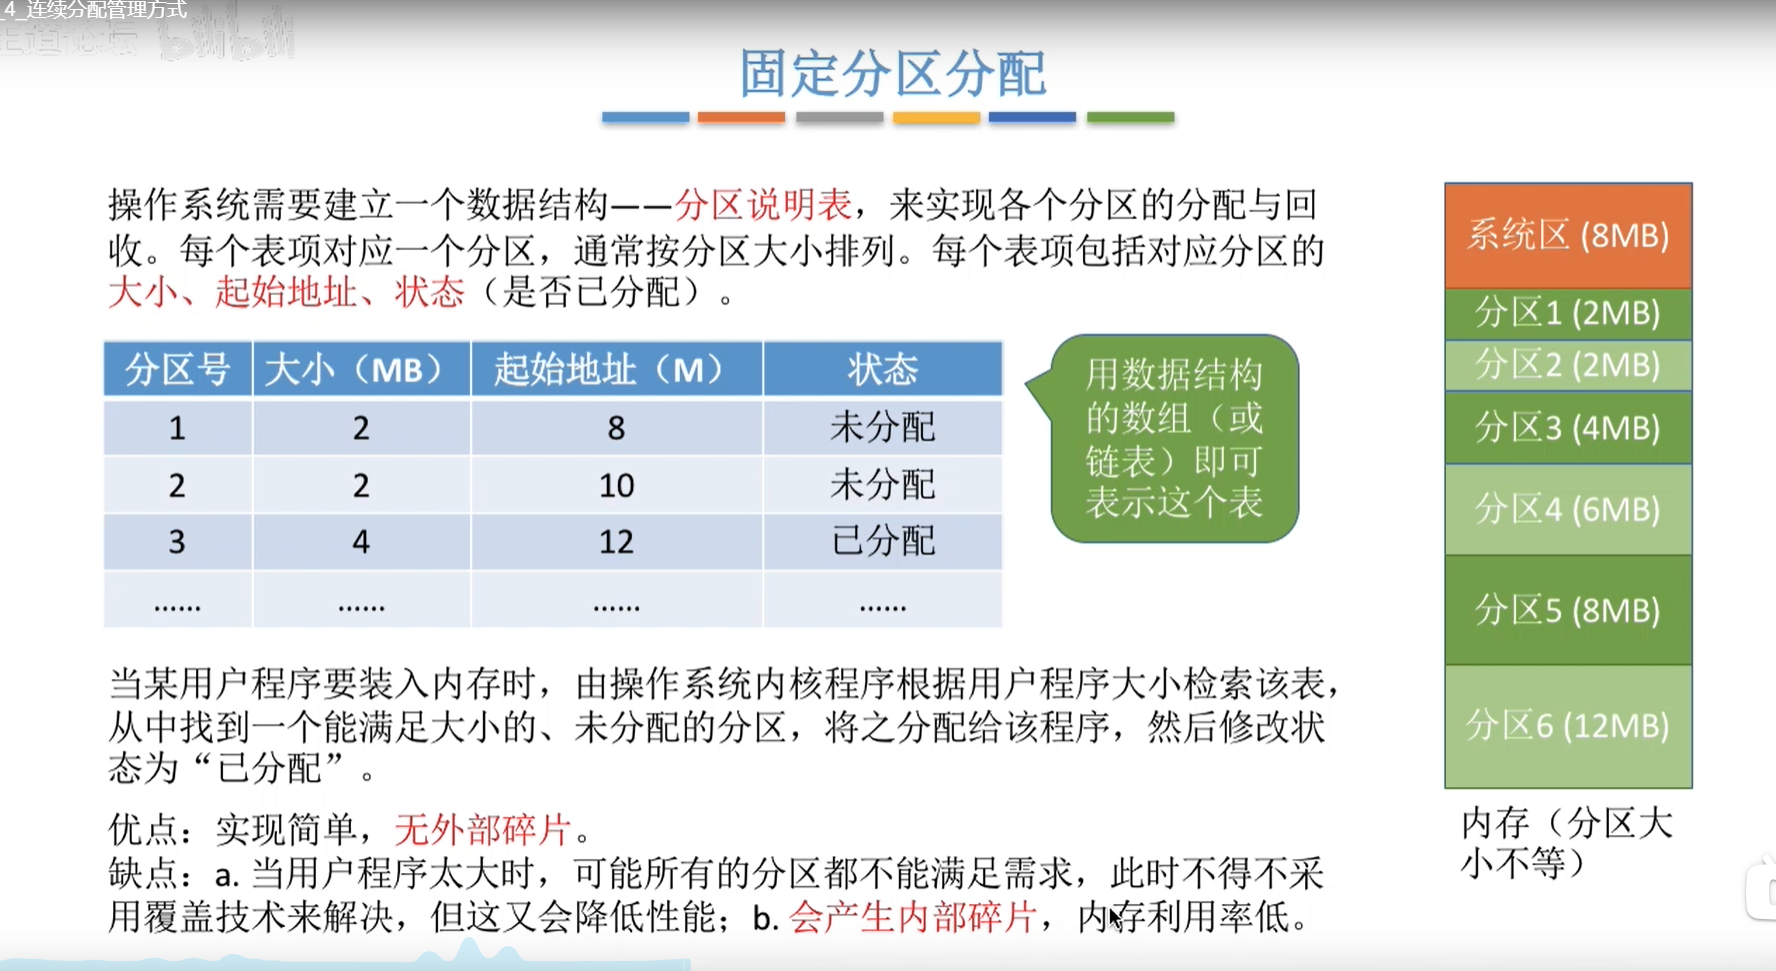 _4_连续分配管理方式
王道论坛 bilibili
固定分区分配
操作系统需要建立一个数据结构——分区说明表，来实现各个分区的分配与回
收。每个表项对应一个分区，通常按分区大小排列。每个表项包括对应分区的
大小、起始地址、状态（是否已分配）。
分区号 大小（MB） 起始地址（M） 状态
1 2 8 未分配
2 2 10 未分配
3 4 12 已分配
...... ...... ...... ......
用数据结构
的数组（或
链表）即可
表示这个表
当某用户程序要装入内存时，由操作系统内核程序根据用户程序大小检索该表，
从中找到一个能满足大小的、未分配的分区，将之分配给该程序，然后修改状
态为“已分配”。
优点：实现简单，无外部碎片。
缺点：a. 当用户程序太大时，可能所有的分区都不能满足需求，此时不得不采
用覆盖技术来解决，但这又会降低性能；b. 会产生内部碎片，内存利用率低。
系统区 (8MB)
分区1 (2MB)
分区2 (2MB)
分区3 (4MB)
分区4 (6MB)
分区5 (8MB)
分区6 (12MB)
内存（分区大
小不等）